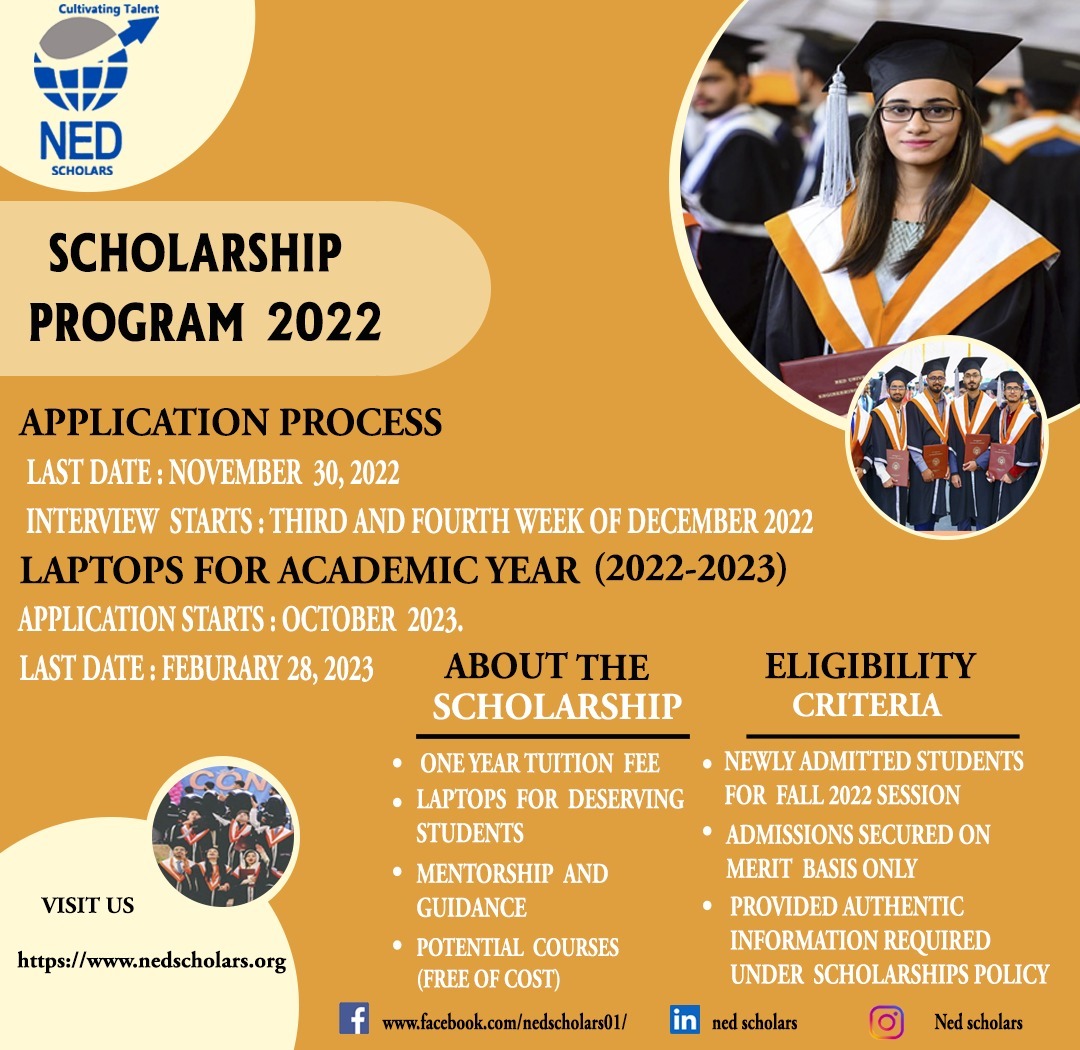 Cultivating Talent
NED
SCHOLARS
SCHOLARSHIP
PROGRAM 2022
APPLICATION PROCESS
LAST DATE : NOVEMBER 30, 2022
INTERVIEW STARTS : THIRD AND FOURTH WEEK OF DECEMBER 2022
LAPTOPS FOR ACADEMIC YEAR (2022-2023)
APPLICATION STARTS : OCTOBER 2023.
LAST DATE : FEBURARY 28, 2023
ABOUT THE
SCHOLARSHIP
• ONE YEAR TUITION FEE
• LAPTOPS FOR DESERVING
STUDENTS
• MENTORSHIP AND
GUIDANCE
• POTENTIAL COURSES
(FREE OF COST)
ELIGIBILITY
CRITERIA
• NEWLY ADMITTED STUDENTS
FOR FALL 2022 SESSION
• ADMISSIONS SECURED ON
MERIT BASIS ONLY
• PROVIDED AUTHENTIC
INFORMATION REQUIRED
UNDER SCHOLARSHIPS POLICY
VISIT US
https://www.nedscholars.org
www.facebook.com/nedscholars01/
in ned scholars
Ned scholars